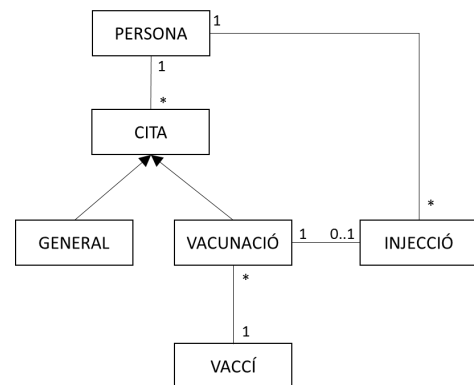 PERSONA
1
1
*
CITA
*
GENERAL
VACUNACIÓ
1
0..1
INJECCIÓ
*
1
VACCÍ